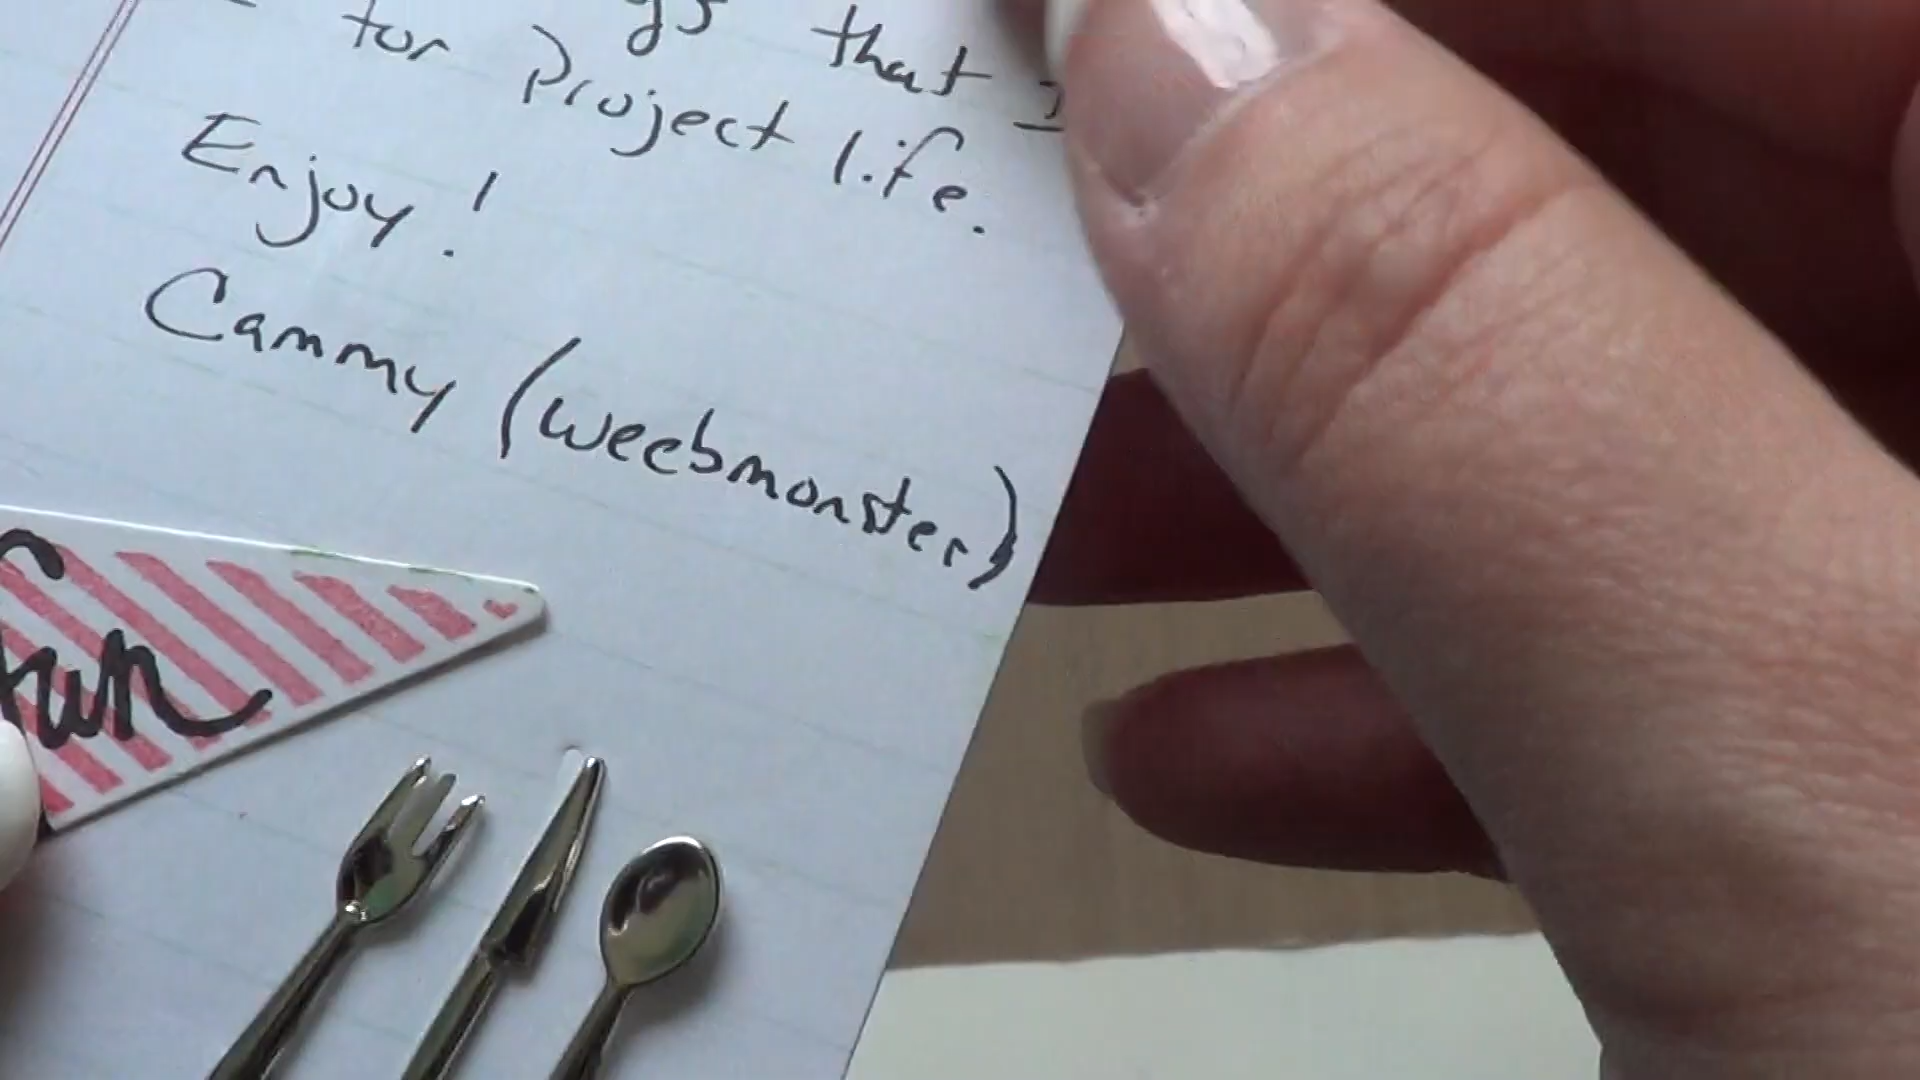 that I
for Project life.
Enjoy!
Cammy (weebmonster)
fun